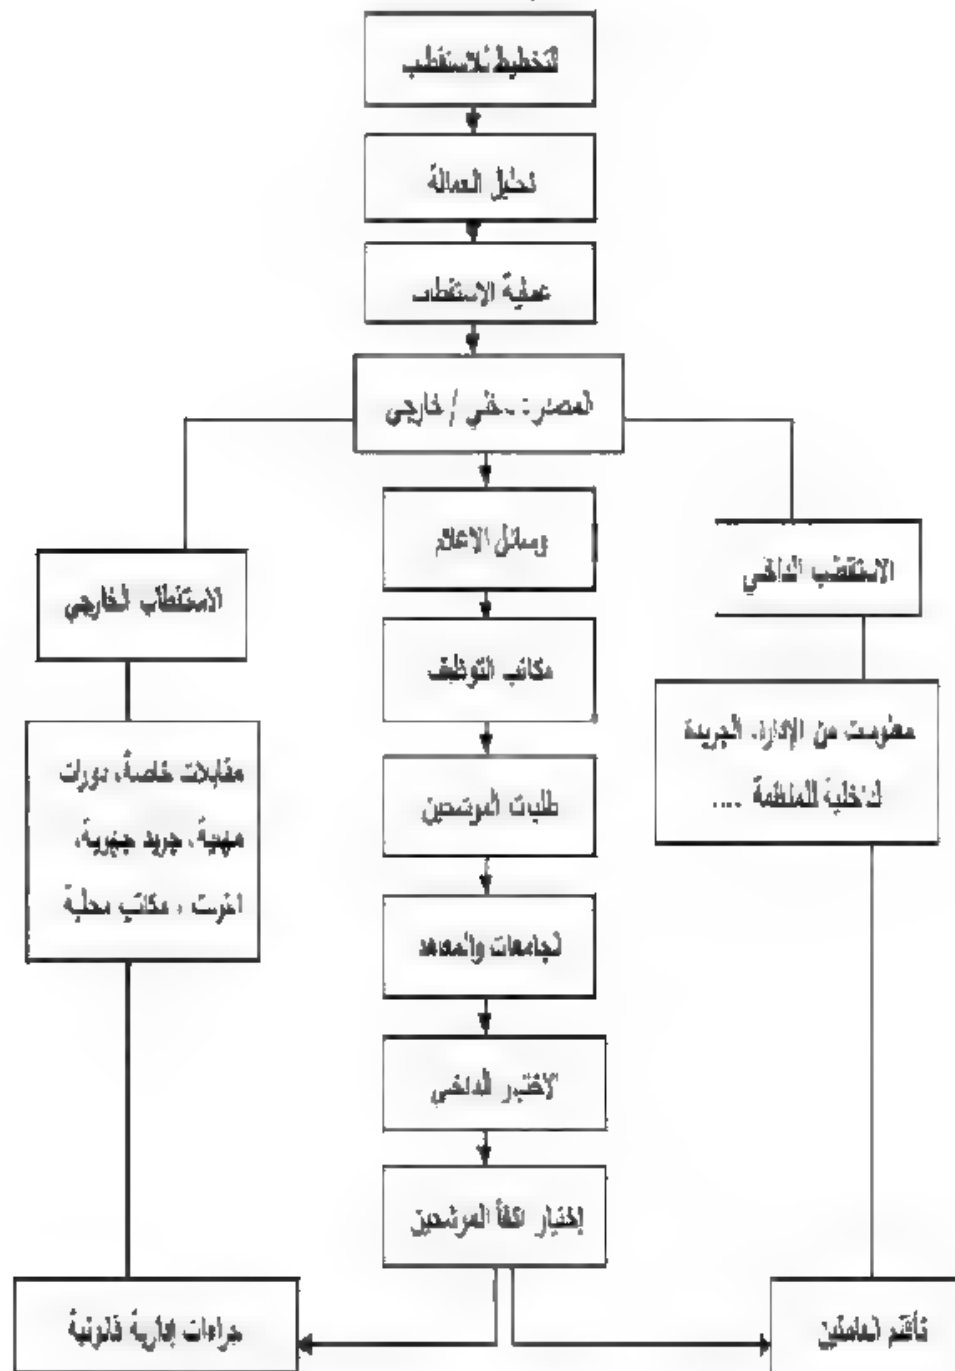 التخطيط للاستقطاب
تحليل العمالة
عملية الاستقطاب
المصدر: داخلي / خارجي
وسائل الاعلام
الاستقطاب الداخلي
الاستقطاب الخارجي
مكاتب التوظيف
معلومات من الإدارة، الجريدة
الداخلية للمنظمة ....
مقابلات خاصة، دورات
مهنية، جريد جهوية،
انترنت ، مكاتب محلية
طلبات المرشحين
الجامعات والمعاهد
الاختيار الداخلي
إختيار اكفأ المرشحين
إجراءات إدارية قانونية
تأقلم العاملين